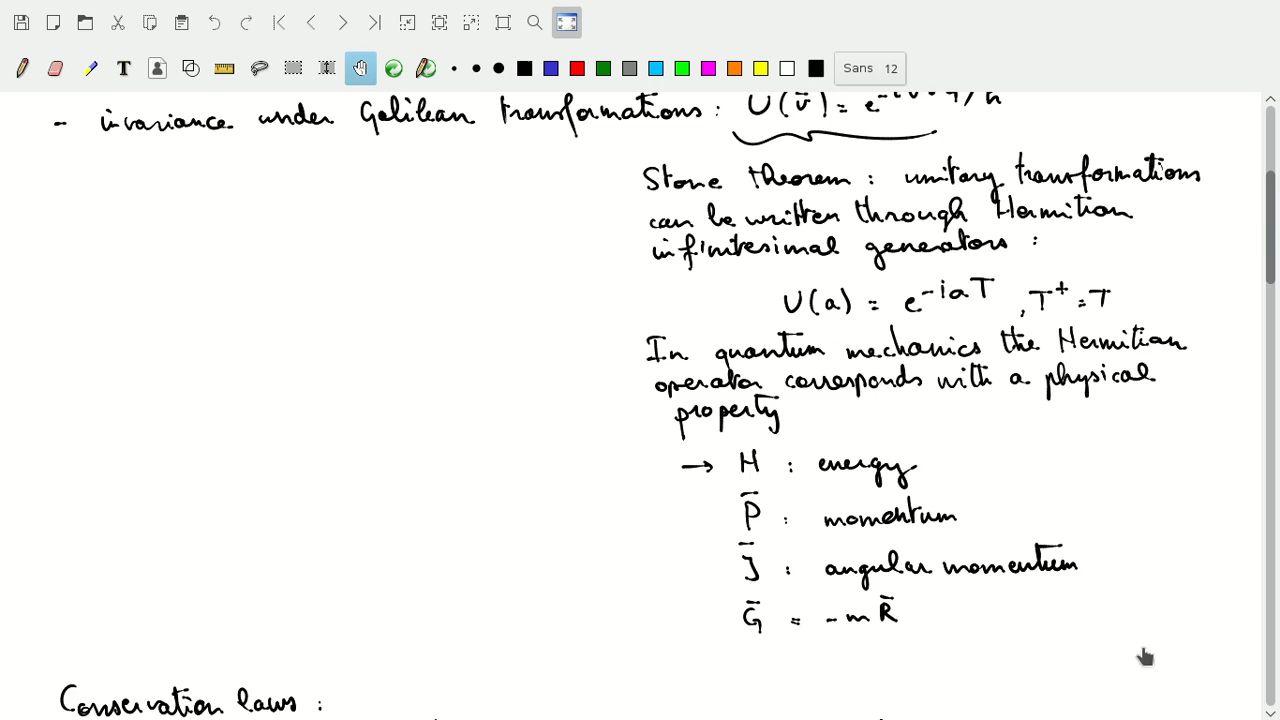 Sans 12
- invariance under Galilean transformations : U(v̄) = e^{-i v̄ · Ḡ/ħ}
Stone theorem : unitary transformations
can be written through Hermitian
infinitesimal generators :
U(a) = e^{-iaT} , T⁺ = T
In quantum mechanics the Hermitian
operator corresponds with a physical
property
→ H : energy
P̄ : momentum
J̄ : angular momentum
Ḡ = -m R̄
Conservation laws :